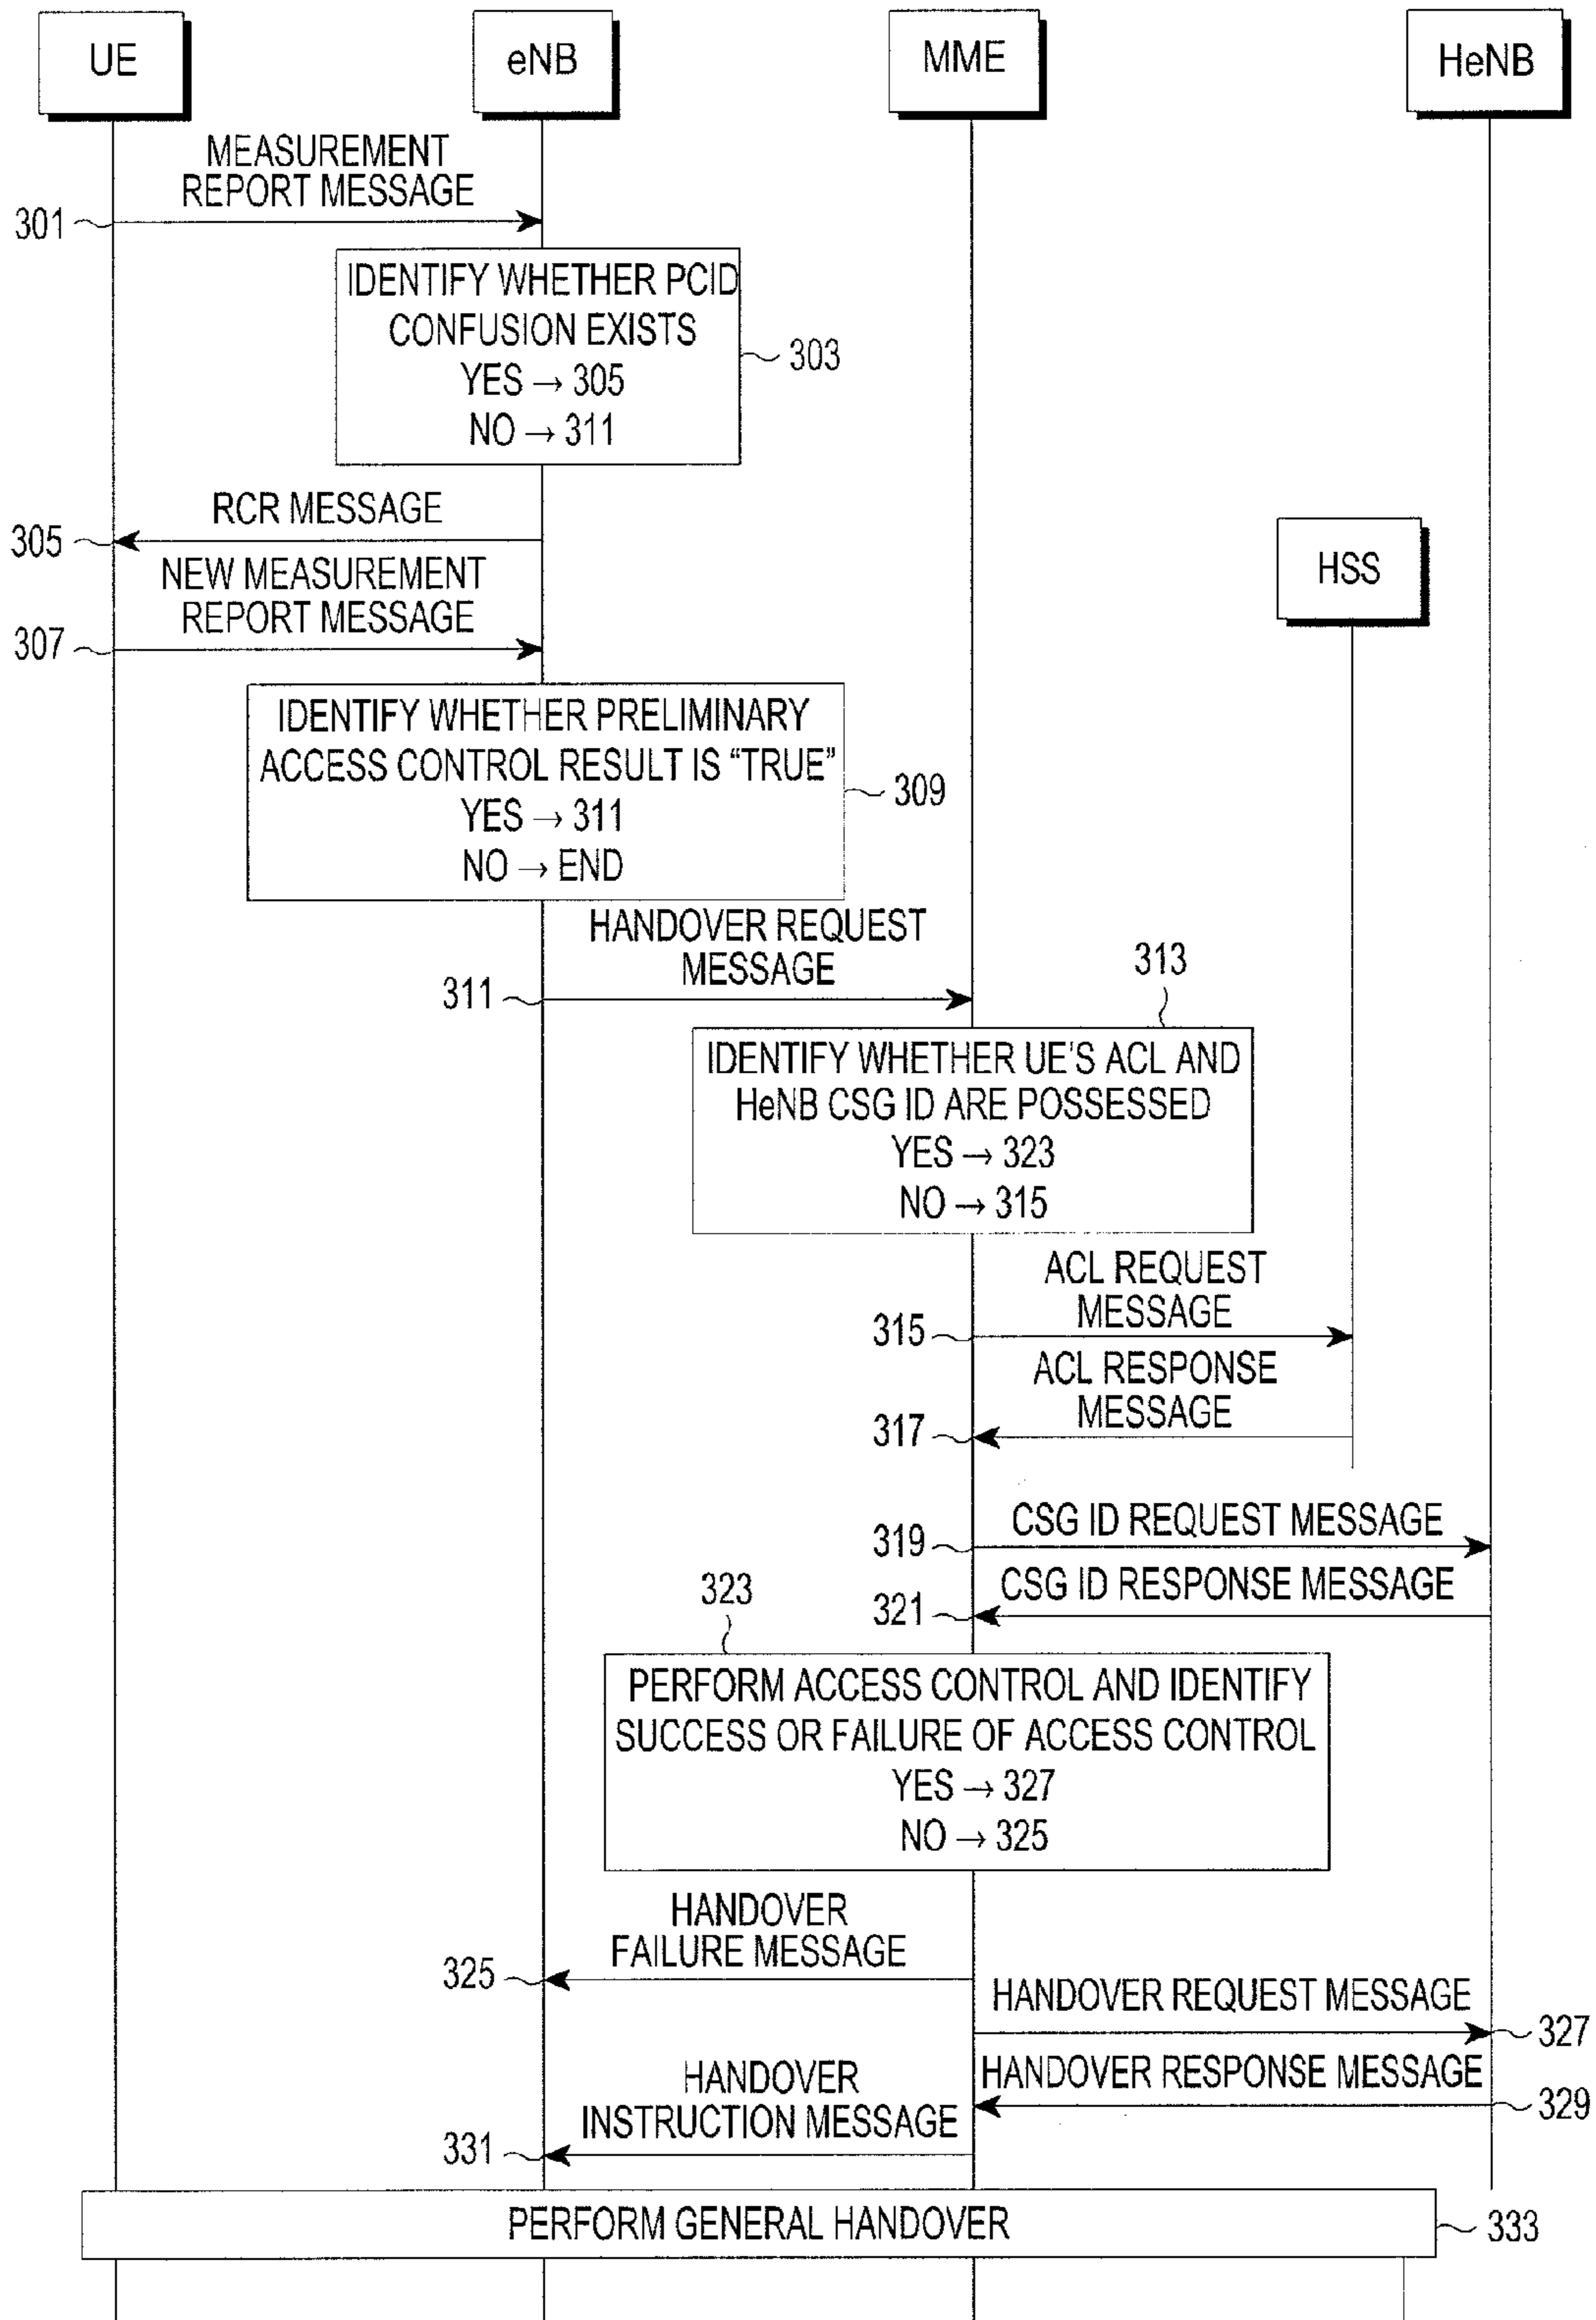 UE
eNB
MME
HeNB
MEASUREMENT
REPORT MESSAGE
301
IDENTIFY WHETHER PCID
CONFUSION EXISTS
YES → 305
NO → 311
303
RCR MESSAGE
305
HSS
NEW MEASUREMENT
REPORT MESSAGE
307
IDENTIFY WHETHER PRELIMINARY
ACCESS CONTROL RESULT IS “TRUE”
YES → 311
NO → END
309
HANDOVER REQUEST
MESSAGE
311
313
IDENTIFY WHETHER UE'S ACL AND
HeNB CSG ID ARE POSSESSED
YES → 323
NO → 315
ACL REQUEST
MESSAGE
315
ACL RESPONSE
MESSAGE
317
CSG ID REQUEST MESSAGE
319
CSG ID RESPONSE MESSAGE
321
323
PERFORM ACCESS CONTROL AND IDENTIFY
SUCCESS OR FAILURE OF ACCESS CONTROL
YES → 327
NO → 325
HANDOVER
FAILURE MESSAGE
325
HANDOVER REQUEST MESSAGE
327
HANDOVER RESPONSE MESSAGE
329
HANDOVER
INSTRUCTION MESSAGE
331
PERFORM GENERAL HANDOVER
333